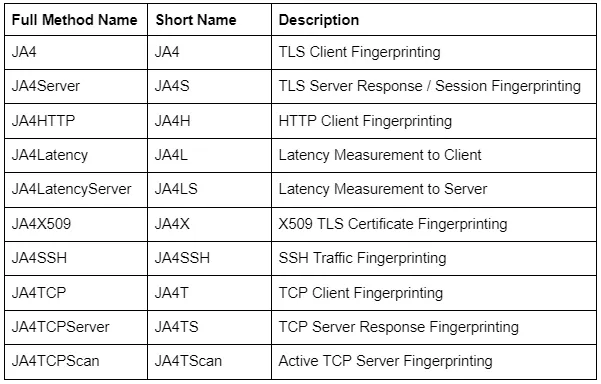 Full Method Name Short Name Description
JA4 JA4 TLS Client Fingerprinting
JA4Server JA4S TLS Server Response / Session Fingerprinting
JA4HTTP JA4H HTTP Client Fingerprinting
JA4Latency JA4L Latency Measurement to Client
JA4LatencyServer JA4LS Latency Measurement to Server
JA4X509 JA4X X509 TLS Certificate Fingerprinting
JA4SSH JA4SSH SSH Traffic Fingerprinting
JA4TCP JA4T TCP Client Fingerprinting
JA4TCPServer JA4TS TCP Server Response Fingerprinting
JA4TCPScan JA4TScan Active TCP Server Fingerprinting